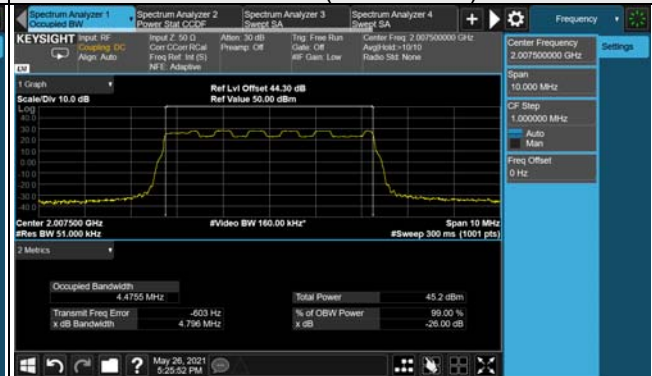 Spectrum Analyzer 1
Occupied BW
Spectrum Analyzer 2
Power Stat CCDF
Spectrum Analyzer 3
Swept SA
Spectrum Analyzer 4
Swept SA
Frequency
KEYSIGHT
Input: RF
Coupling: DC
Align: Auto
Input Z: 50 Ω
Corr CCorr RCal
Freq Ref: Int (S)
NFE: Adaptive
Atten: 30 dB
Preamp: Off
Trig: Free Run
Gate: Off
#IF Gain: Low
Center Freq: 2.007500000 GHz
Avg|Hold:>10/10
Radio Std: None
LXI
1 Graph
Scale/Div 10.0 dB
Ref Lvl Offset 44.30 dB
Ref Value 50.00 dBm
Log
40.0
30.0
20.0
10.0
0.00
-10.0
-20.0
-30.0
-40.0
Center 2.007500 GHz
#Res BW 51.000 kHz
#Video BW 160.00 kHz*
Span 10 MHz
#Sweep 300 ms (1001 pts)
2 Metrics
Occupied Bandwidth
4.4755 MHz
Total Power
45.2 dBm
Transmit Freq Error
-603 Hz
% of OBW Power
99.00 %
x dB Bandwidth
4.796 MHz
x dB
-26.00 dB
May 26, 2021
5:25:52 PM
Center Frequency
2.007500000 GHz
Settings
Span
10.000 MHz
CF Step
1.000000 MHz
Auto
Man
Freq Offset
0 Hz